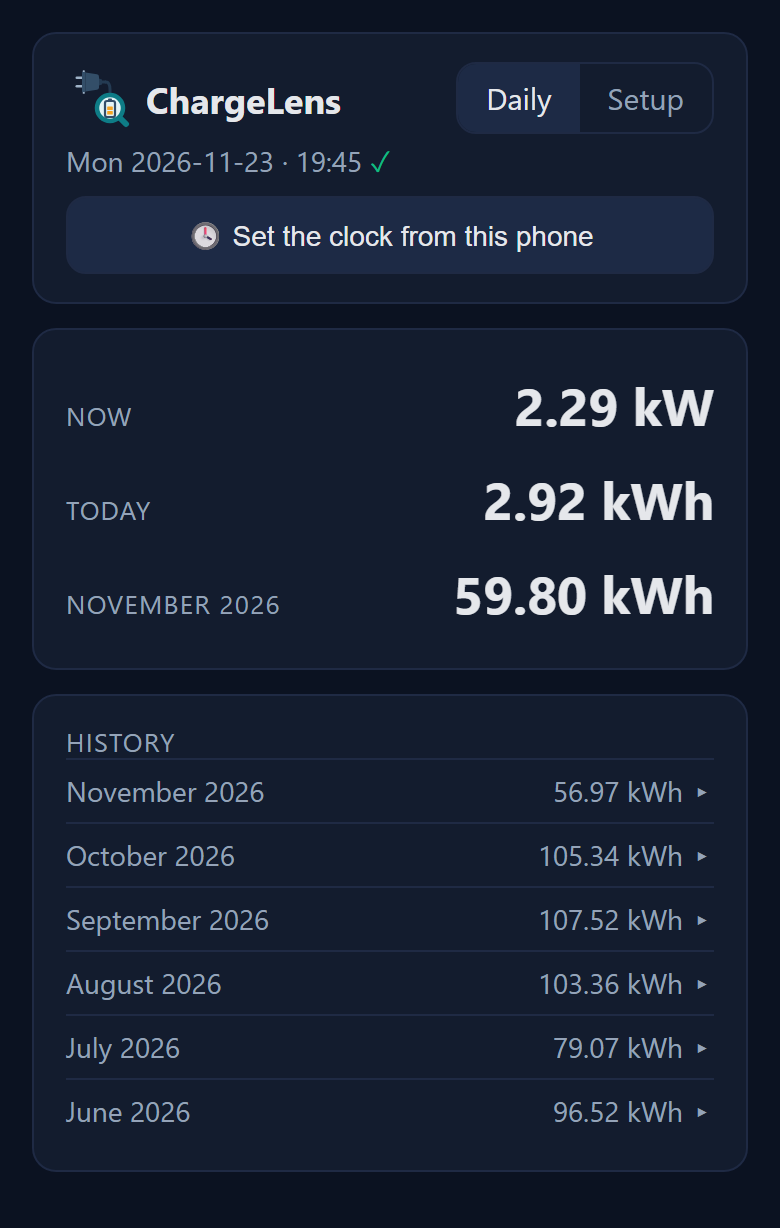 ChargeLens
Daily
Setup
Mon 2026-11-23 · 19:45 ✓
Set the clock from this phone
NOW 2.29 kW
TODAY 2.92 kWh
NOVEMBER 2026 59.80 kWh
HISTORY
November 2026 56.97 kWh ▸
October 2026 105.34 kWh ▸
September 2026 107.52 kWh ▸
August 2026 103.36 kWh ▸
July 2026 79.07 kWh ▸
June 2026 96.52 kWh ▸